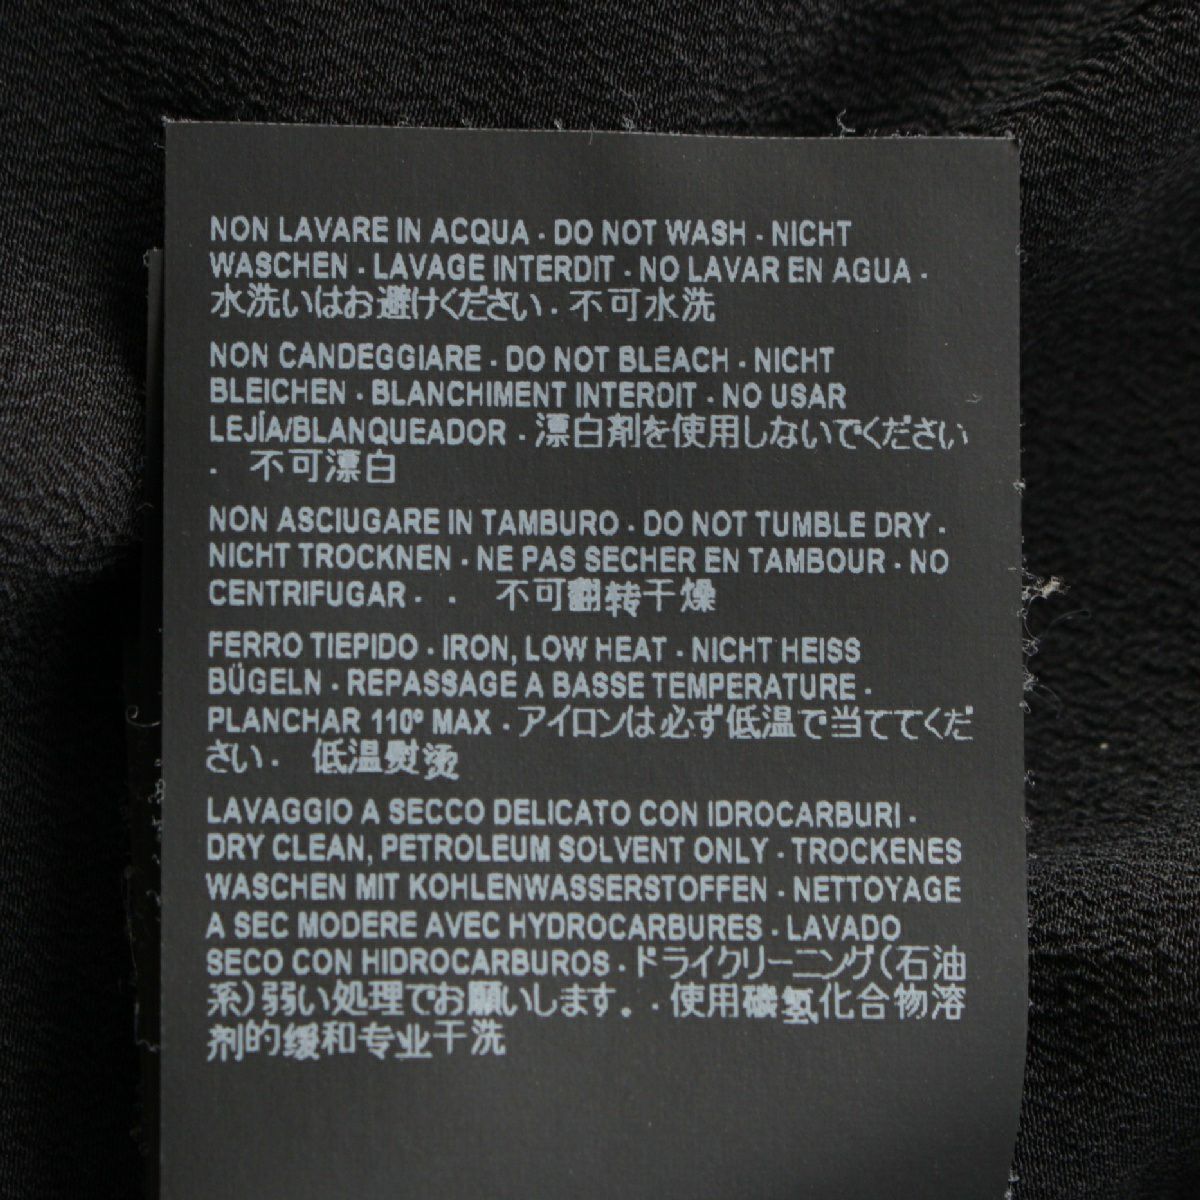 NON LAVARE IN ACQUA - DO NOT WASH - NICHT
WASCHEN - LAVAGE INTERDIT - NO LAVAR EN AGUA -
水洗いはお避けください - 不可水洗
NON CANDEGGIARE - DO NOT BLEACH - NICHT
BLEICHEN - BLANCHIMENT INTERDIT - NO USAR
LEJÍA/BLANQUEADOR - 漂白剤を使用しないでください
- 不可漂白
NON ASCIUGARE IN TAMBURO - DO NOT TUMBLE DRY -
NICHT TROCKNEN - NE PAS SECHER EN TAMBOUR - NO
CENTRIFUGAR - - 不可翻转干燥
FERRO TIEPIDO - IRON, LOW HEAT - NICHT HEISS
BÜGELN - REPASSAGE A BASSE TEMPERATURE -
PLANCHAR 110º MAX - アイロンは必ず低温で当ててくだ
さい - 低温熨烫
LAVAGGIO A SECCO DELICATO CON IDROCARBURI -
DRY CLEAN, PETROLEUM SOLVENT ONLY - TROCKENES
WASCHEN MIT KOHLENWASSERSTOFFEN - NETTOYAGE
A SEC MODERE AVEC HYDROCARBURES - LAVADO
SECO CON HIDROCARBUROS - ドライクリーニング(石油
系)弱い処理でお願いします。 - 使用碳氢化合物溶
剂的缓和专业干洗